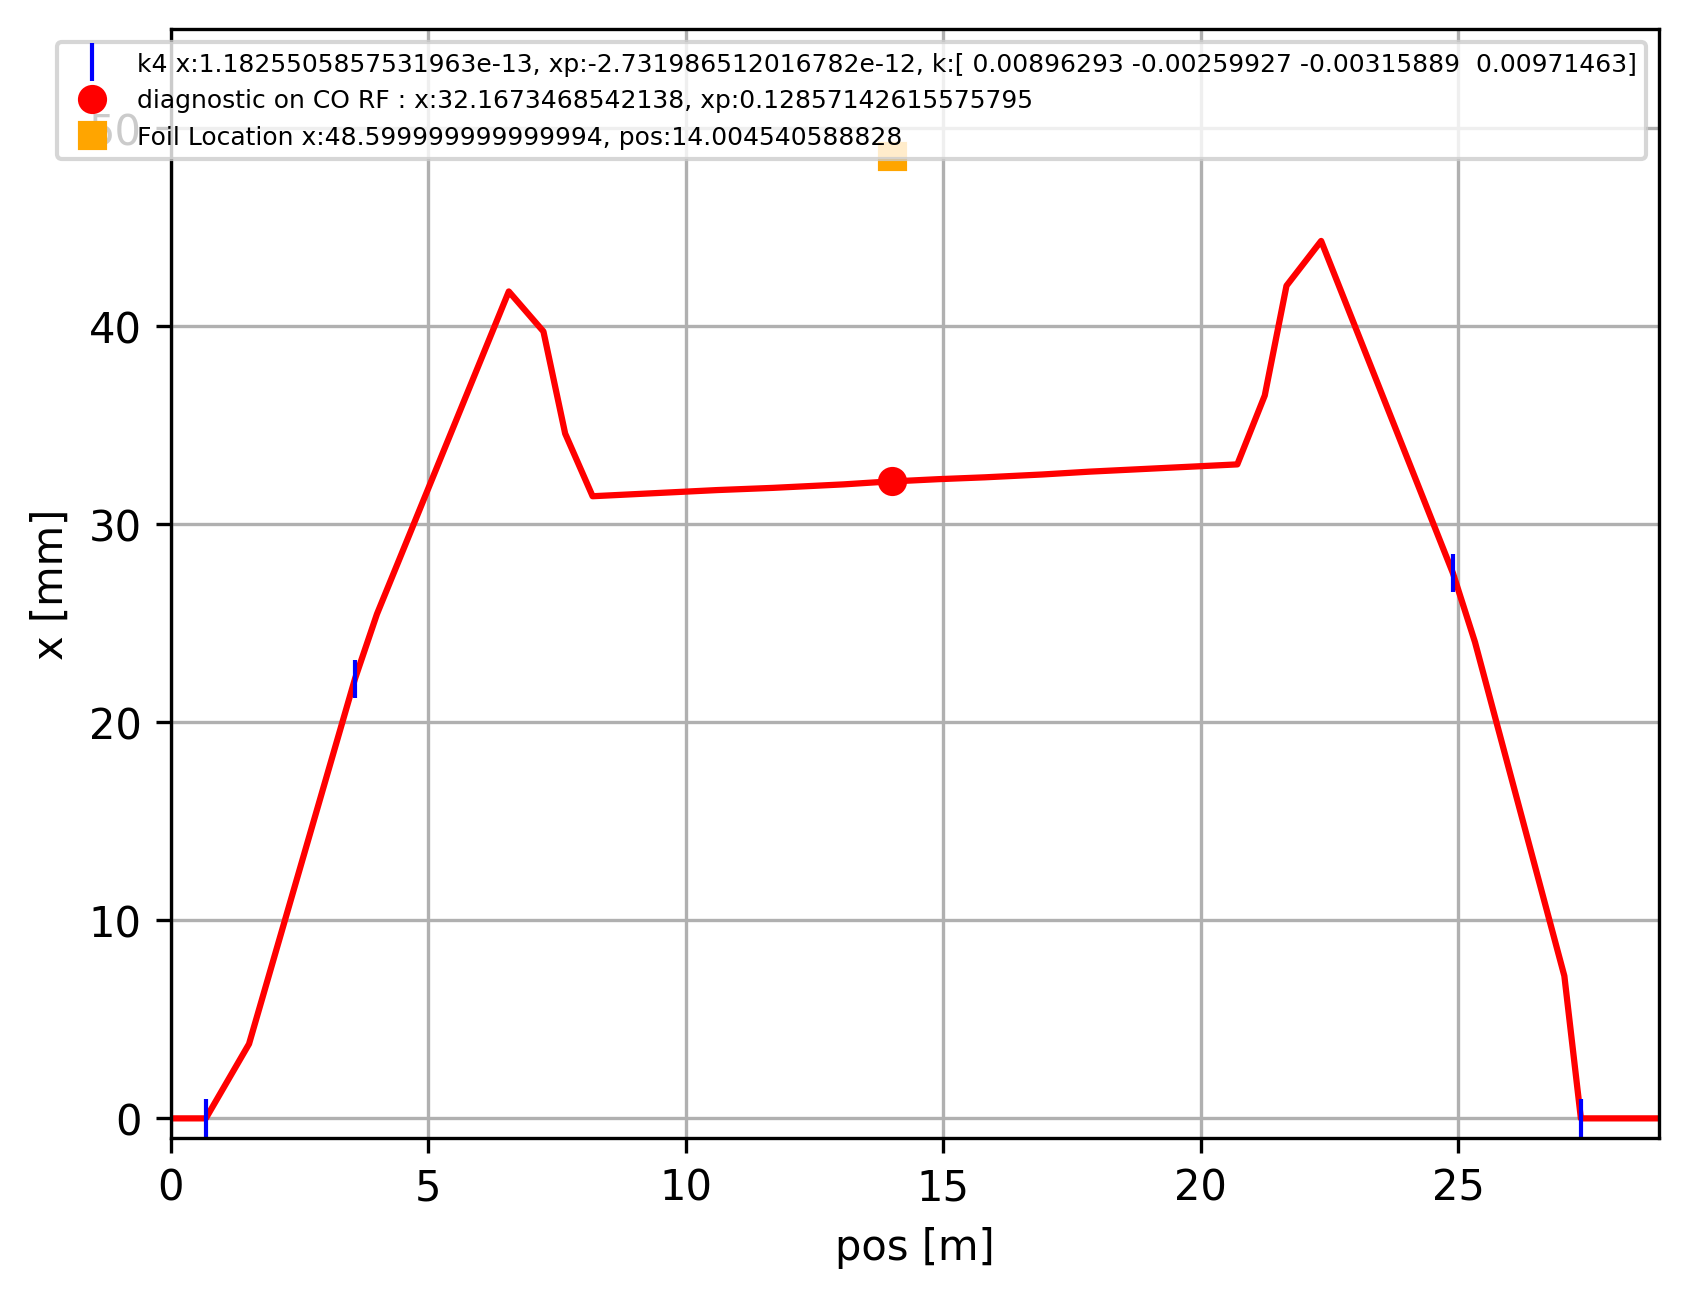 k4 x:1.1825505857531963e-13, xp:-2.731986512016782e-12, k:[ 0.00896293 -0.00259927 -0.00315889  0.00971463]
diagnostic on CO RF : x:32.1673468542138, xp:0.12857142615575795
Foil Location x:48.599999999999994, pos:14.004540588828
50
40
30
20
10
0
x [mm]
0 5 10 15 20 25
pos [m]